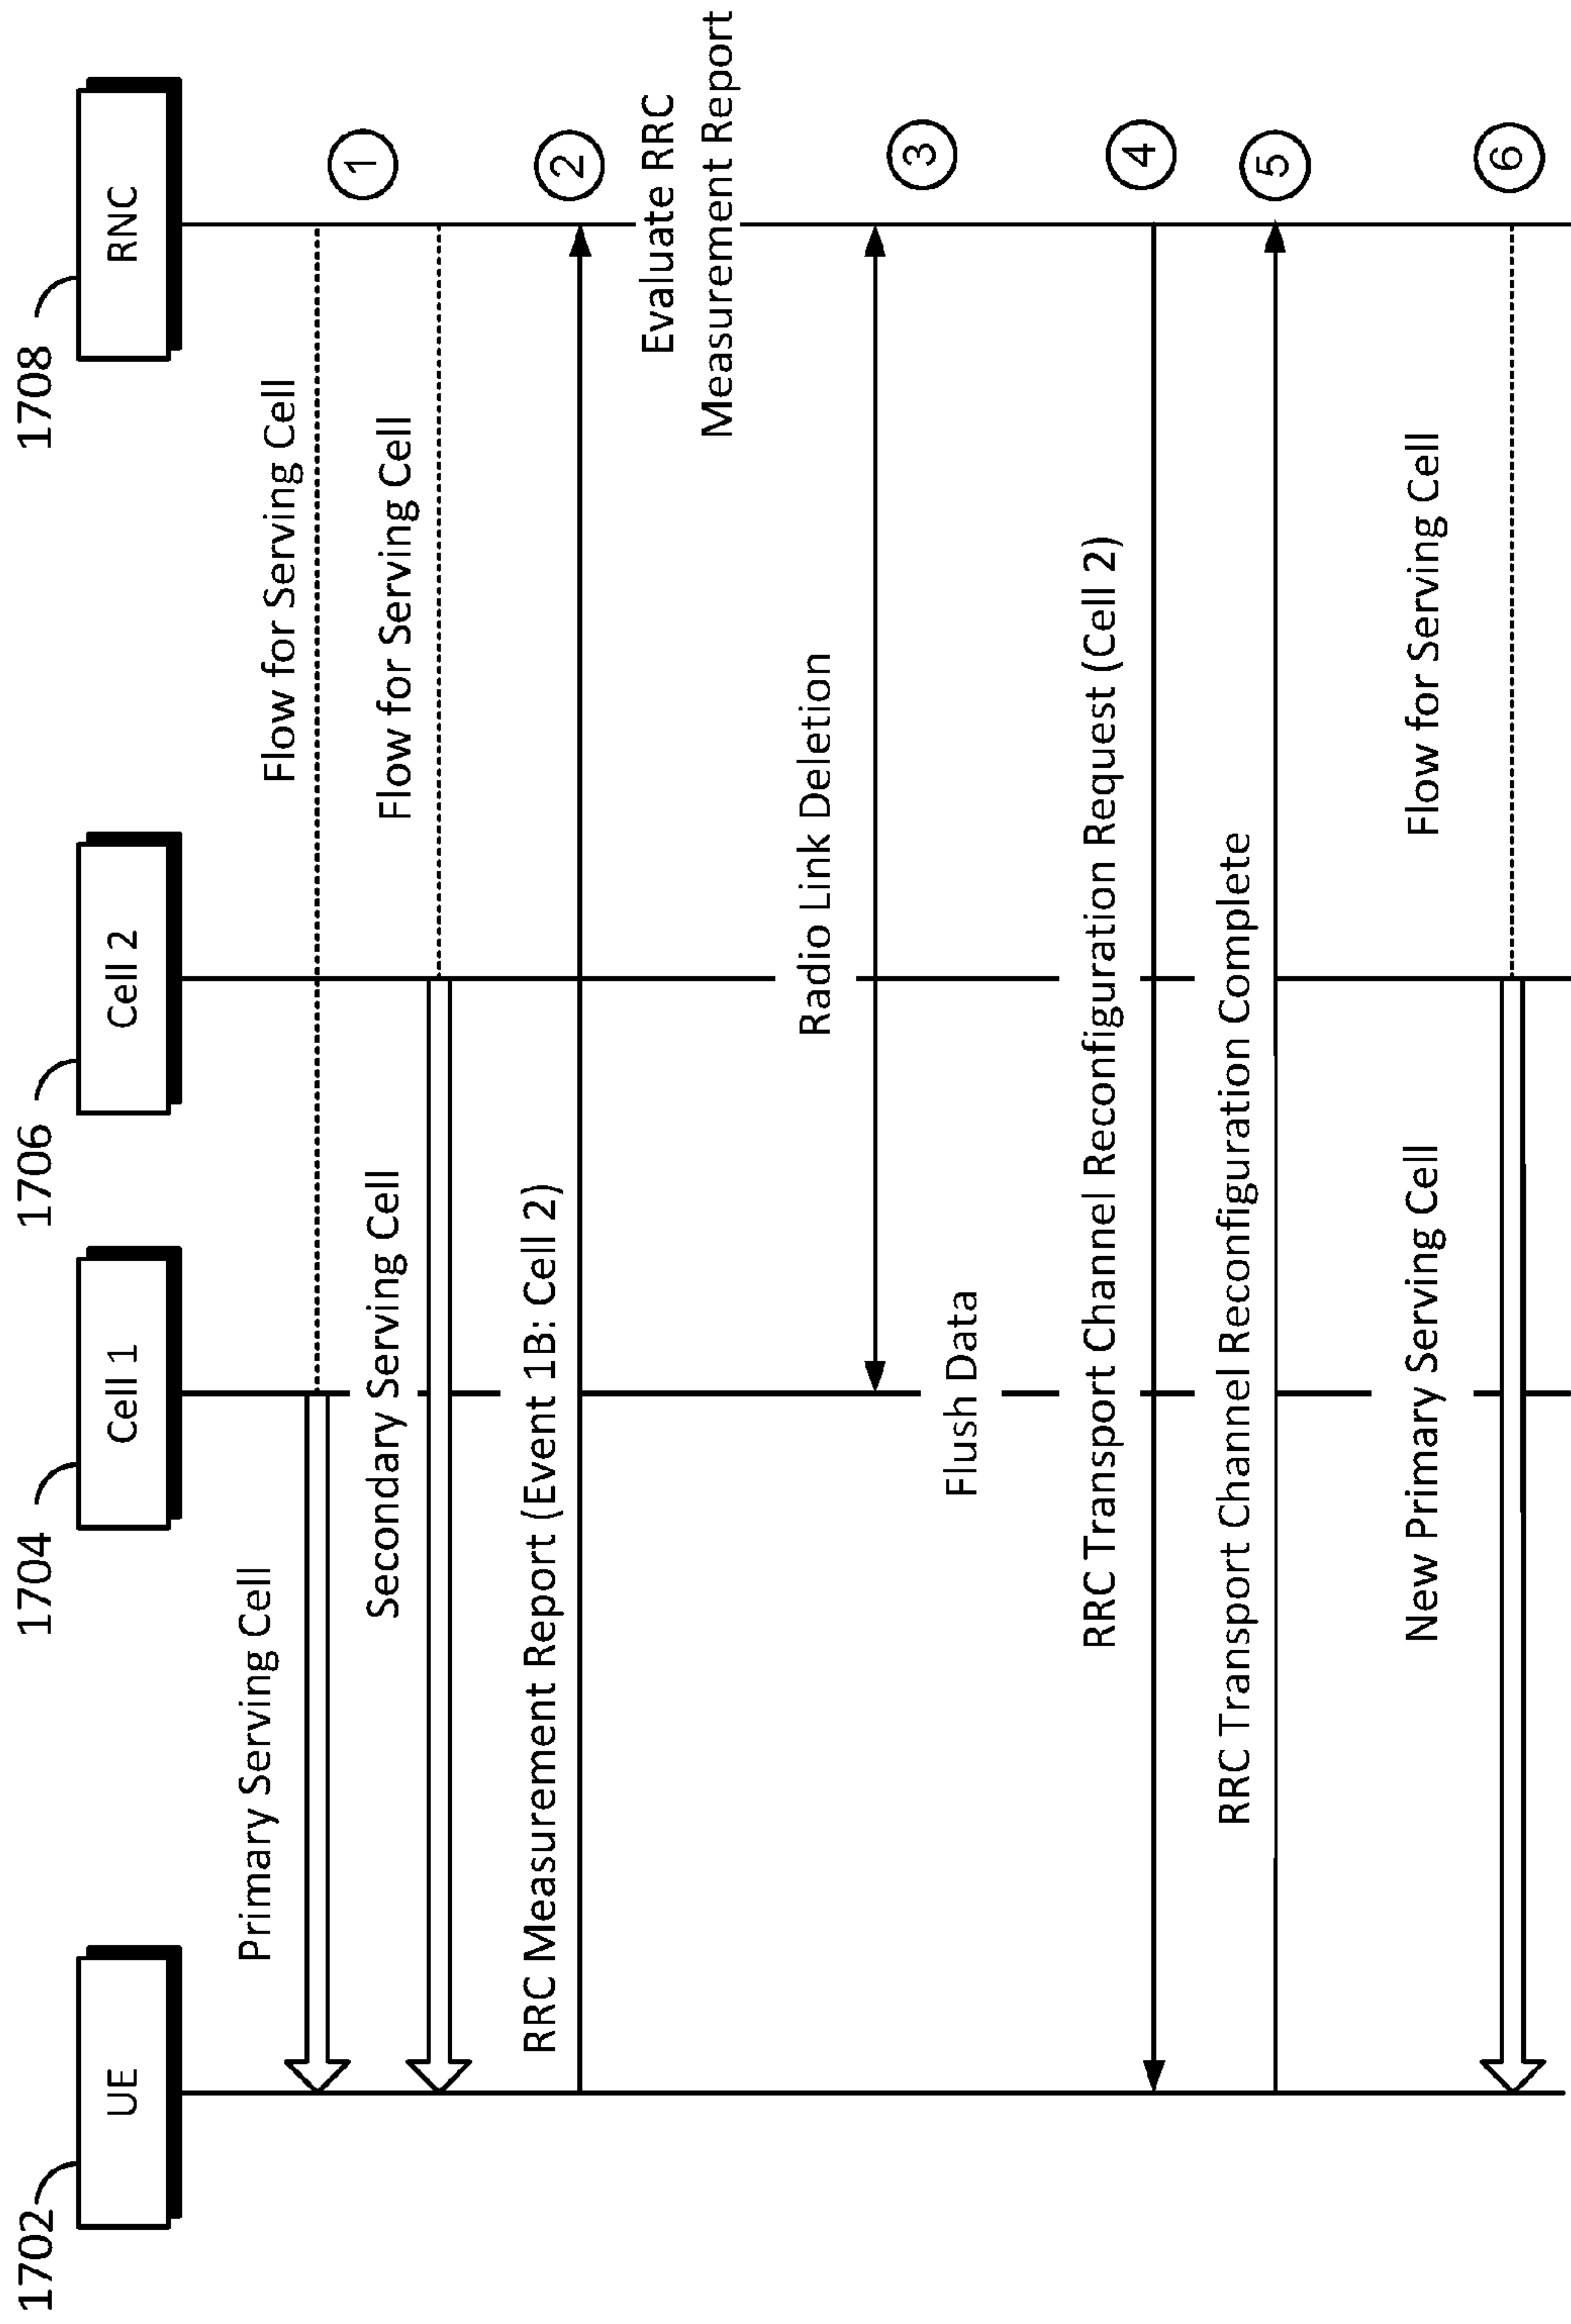 1702
UE
1704
Cell 1
1706
Cell 2
1708
RNC
Primary Serving Cell
Flow for Serving Cell
1
Secondary Serving Cell
Flow for Serving Cell
RRC Measurement Report (Event 1B: Cell 2)
2
Evaluate RRC
Measurement Report
Radio Link Deletion
3
Flush Data
RRC Transport Channel Reconfiguration Request (Cell 2)
4
RRC Transport Channel Reconfiguration Complete
5
New Primary Serving Cell
Flow for Serving Cell
6